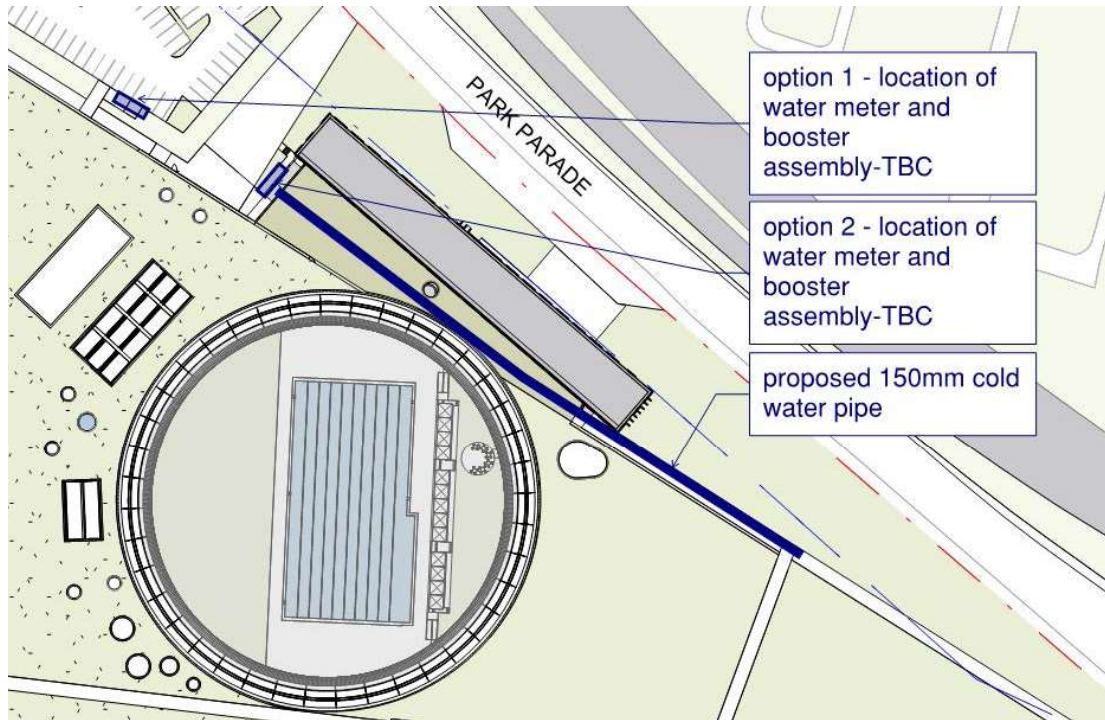 PARK PARADE
option 1 - location of
water meter and
booster
assembly-TBC
option 2 - location of
water meter and
booster
assembly-TBC
proposed 150mm cold
water pipe